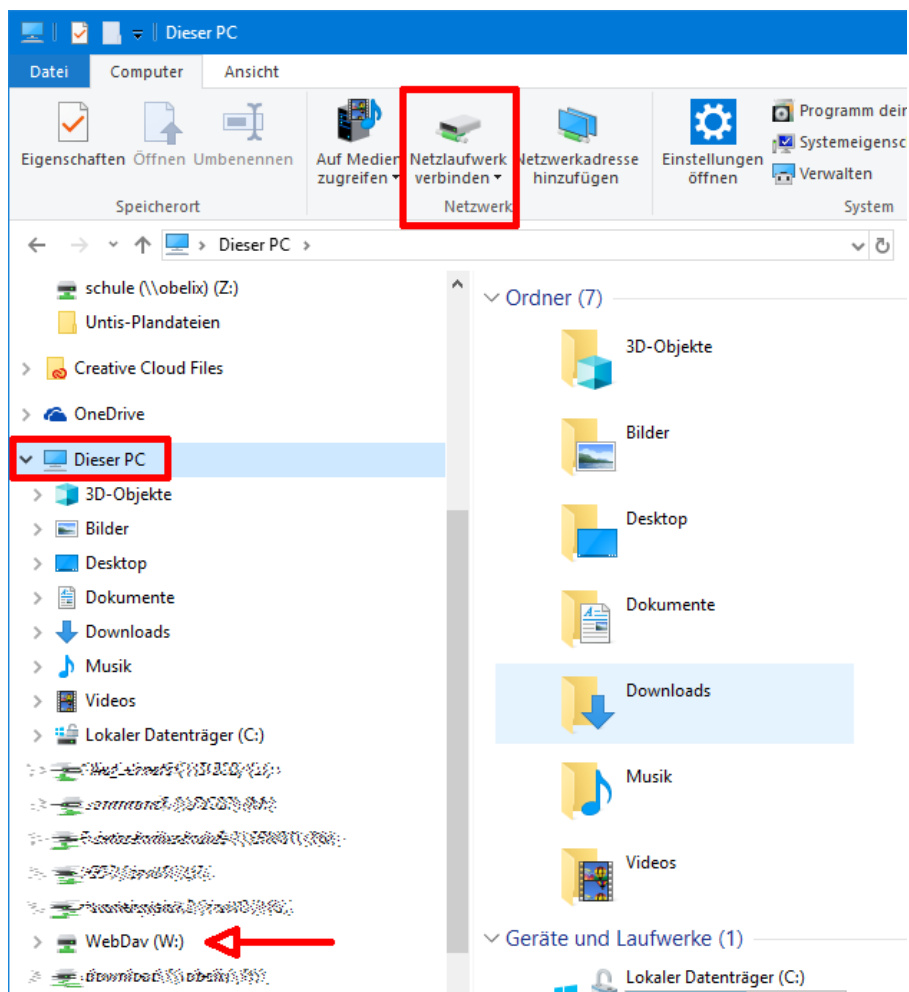 Dieser PC
Datei Computer Ansicht
Eigenschaften Öffnen Umbenennen
Auf Medien zugreifen
Netzlaufwerk verbinden
Netzwerkadresse hinzufügen
Einstellungen öffnen
Programm dein
Systemeigensc
Verwalten
Speicherort Netzwerk System
Dieser PC
schule (\\obelix) (Z:)
Untis-Plandateien
Creative Cloud Files
OneDrive
Dieser PC
3D-Objekte
Bilder
Desktop
Dokumente
Downloads
Musik
Videos
Lokaler Datenträger (C:)
WebDav (W:)
Ordner (7)
3D-Objekte
Bilder
Desktop
Dokumente
Downloads
Musik
Videos
Geräte und Laufwerke (1)
Lokaler Datenträger (C:)